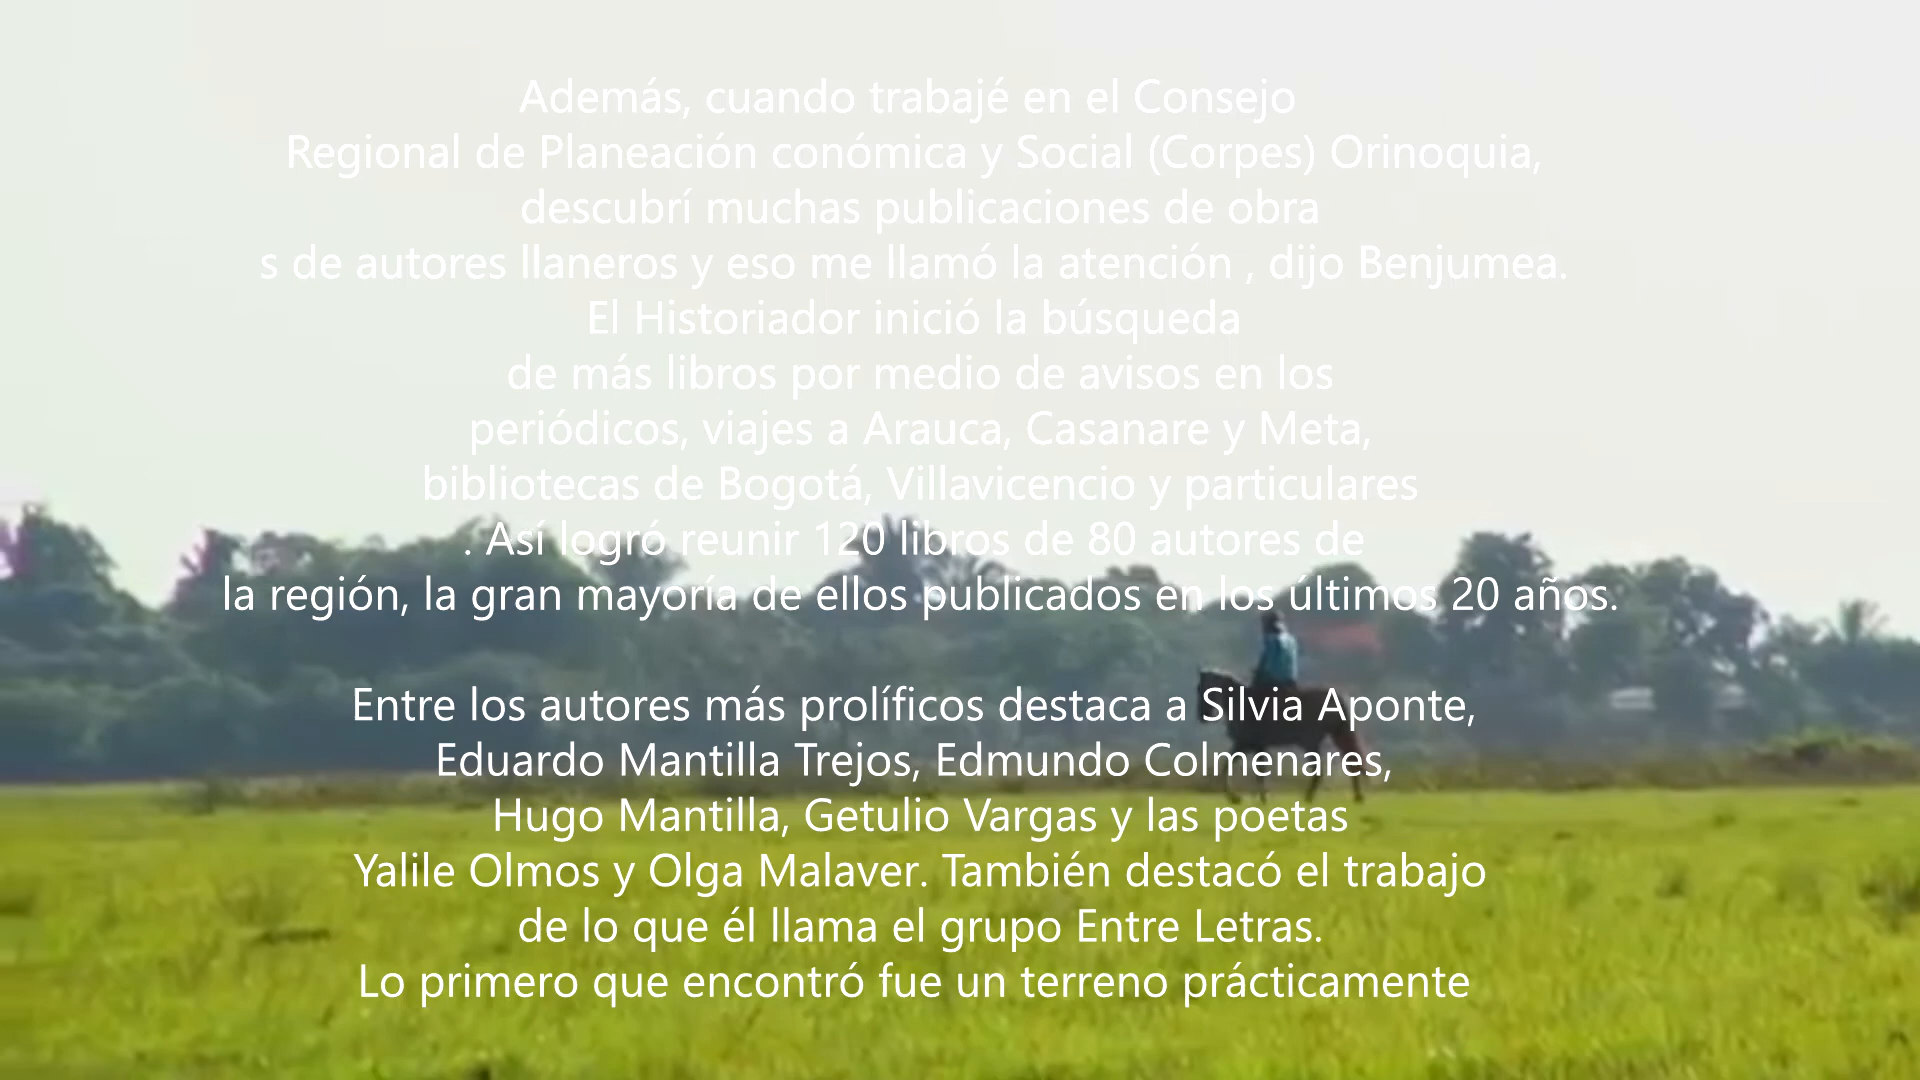 Además, cuando trabajé en el Consejo
Regional de Planeación conómica y Social (Corpes) Orinoquia,
descubrí muchas publicaciones de obra
s de autores llaneros y eso me llamó la atención , dijo Benjumea.
El Historiador inició la búsqueda
de más libros por medio de avisos en los
periódicos, viajes a Arauca, Casanare y Meta,
bibliotecas de Bogotá, Villavicencio y particulares
. Así logró reunir 120 libros de 80 autores de
la región, la gran mayoría de ellos publicados en los últimos 20 años.
Entre los autores más prolíficos destaca a Silvia Aponte,
Eduardo Mantilla Trejos, Edmundo Colmenares,
Hugo Mantilla, Getulio Vargas y las poetas
Yalile Olmos y Olga Malaver. También destacó el trabajo
de lo que él llama el grupo Entre Letras.
Lo primero que encontró fue un terreno prácticamente